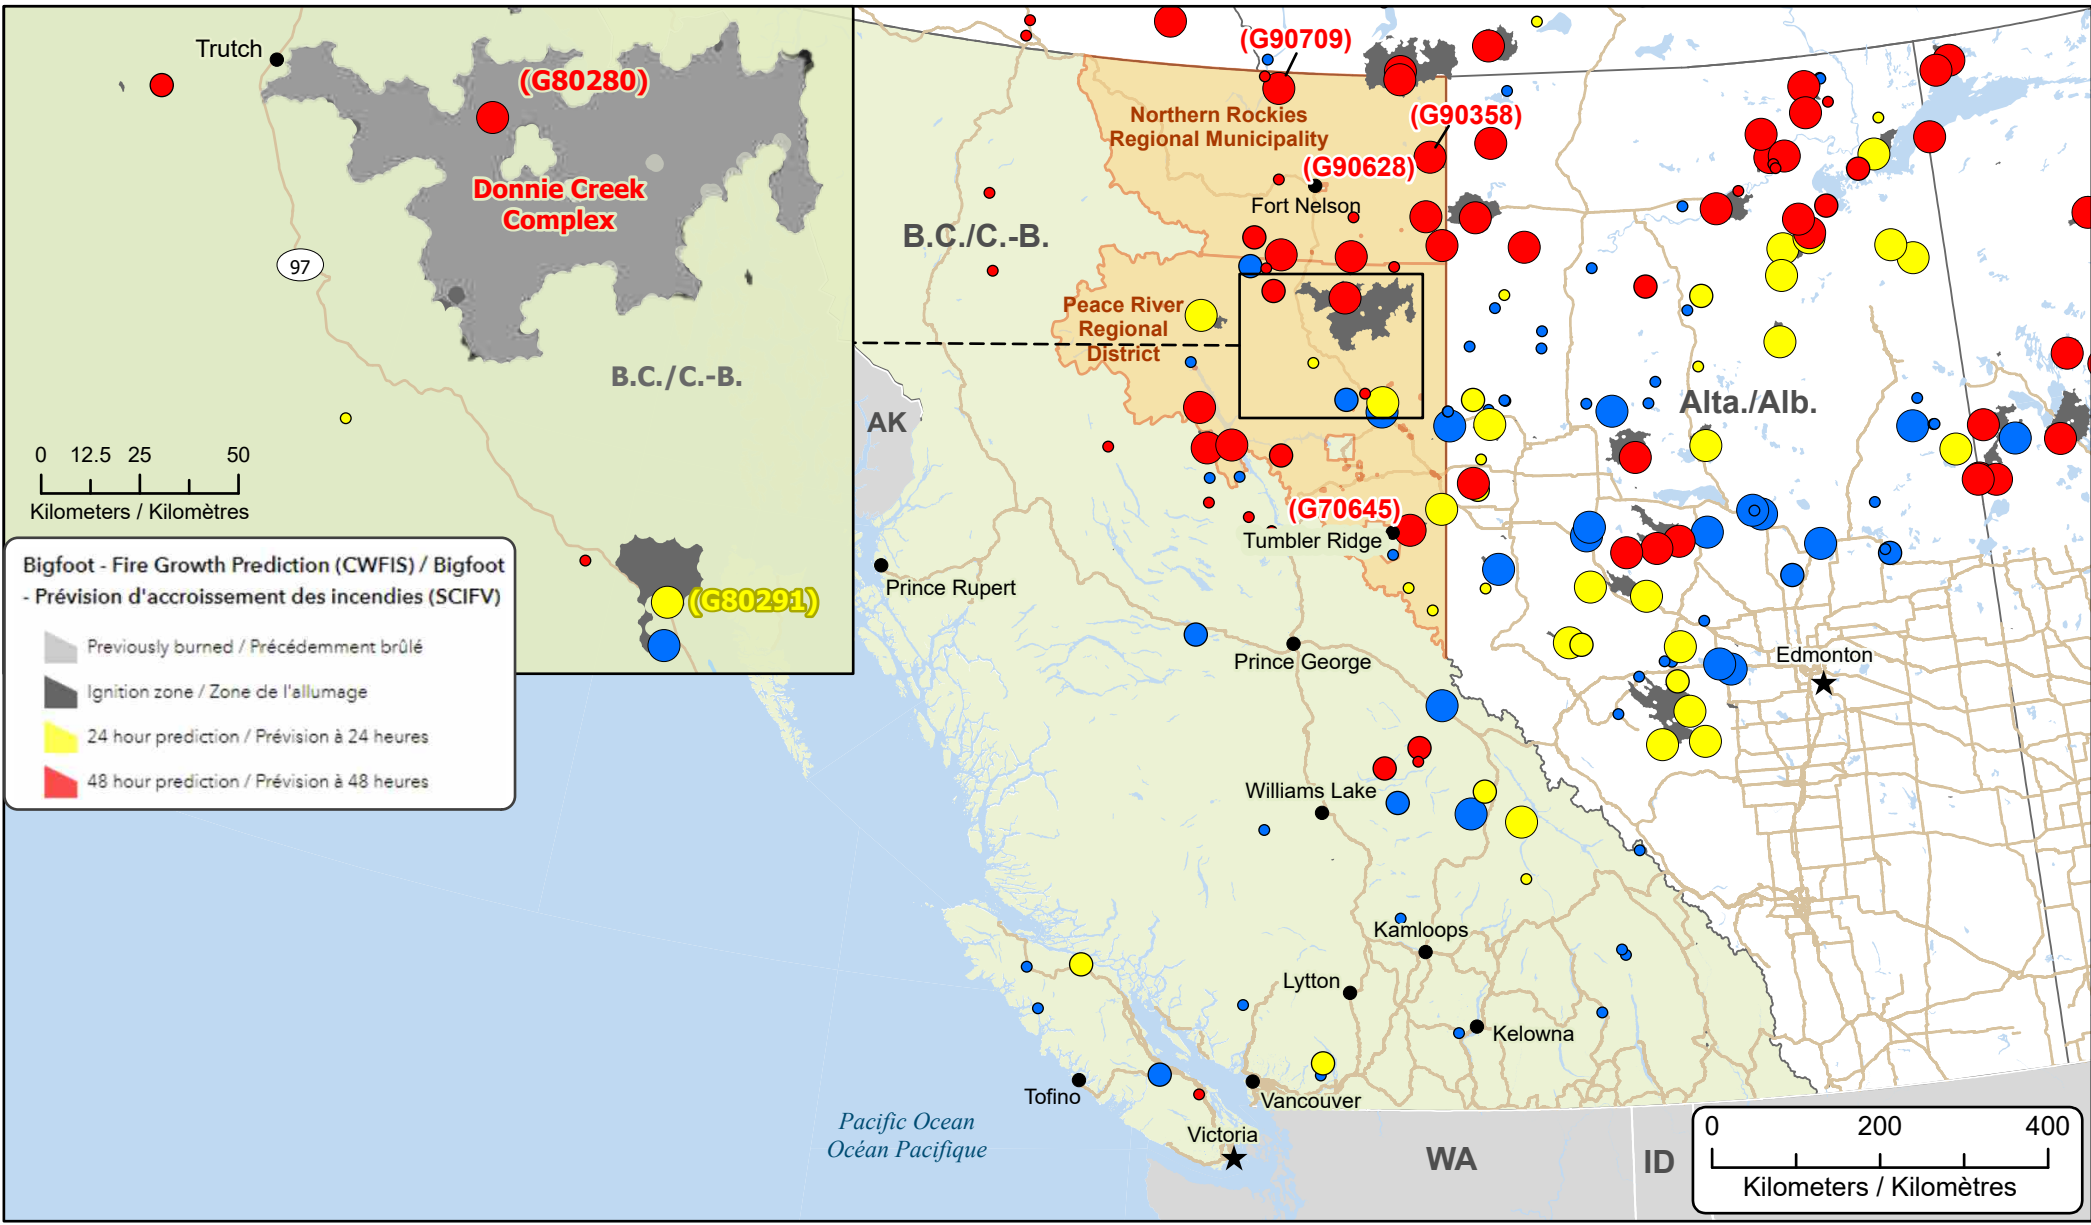 Trutch
(G80280)
Donnie Creek
Complex
97
B.C./C.-B.
0 12.5 25 50
Kilometers / Kilomètres
(G80291)
Bigfoot - Fire Growth Prediction (CWFIS) / Bigfoot
- Prévision d'accroissement des incendies (SCIFV)
Previously burned / Précédemment brûlé
Ignition zone / Zone de l'allumage
24 hour prediction / Prévision à 24 heures
48 hour prediction / Prévision à 48 heures
(G90709)
Northern Rockies
Regional Municipality
(G90358)
(G90628)
Fort Nelson
B.C./C.-B.
Peace River
Regional
District
AK
Alta./Alb.
(G70645)
Tumbler Ridge
Prince Rupert
Prince George
Edmonton
Williams Lake
Kamloops
Lytton
Kelowna
Tofino
Vancouver
Victoria
Pacific Ocean
Océan Pacifique
WA
ID
0 200 400
Kilometers / Kilomètres